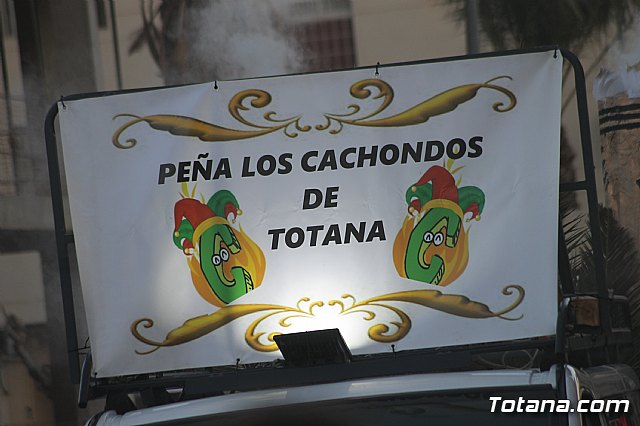 PEÑA LOS CACHONDOS
DE
TOTANA
Totana.com